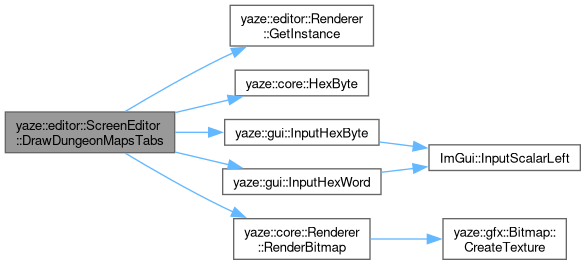 yaze::editor::ScreenEditor
::DrawDungeonMapsTabs
yaze::editor::Renderer
::GetInstance
yaze::core::HexByte
yaze::gui::InputHexByte
yaze::gui::InputHexWord
yaze::core::Renderer
::RenderBitmap
ImGui::InputScalarLeft
yaze::gfx::Bitmap::
CreateTexture